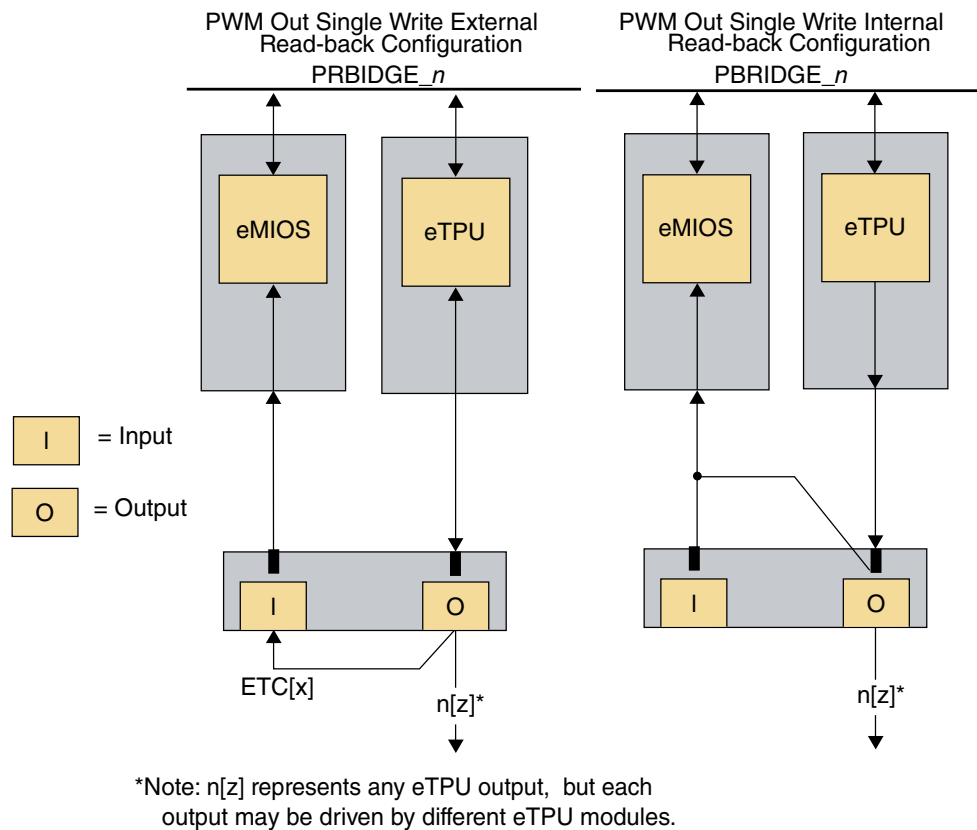 PWM Out Single Write External
Read-back Configuration
PRBIDGE_n
eMIOS
eTPU
PWM Out Single Write Internal
Read-back Configuration
PBRIDGE_n
eMIOS
eTPU
I
= Input
O
= Output
I
O
ETC[x]
n[z]*
I
O
n[z]*
*Note: n[z] represents any eTPU output, but each
output may be driven by different eTPU modules.